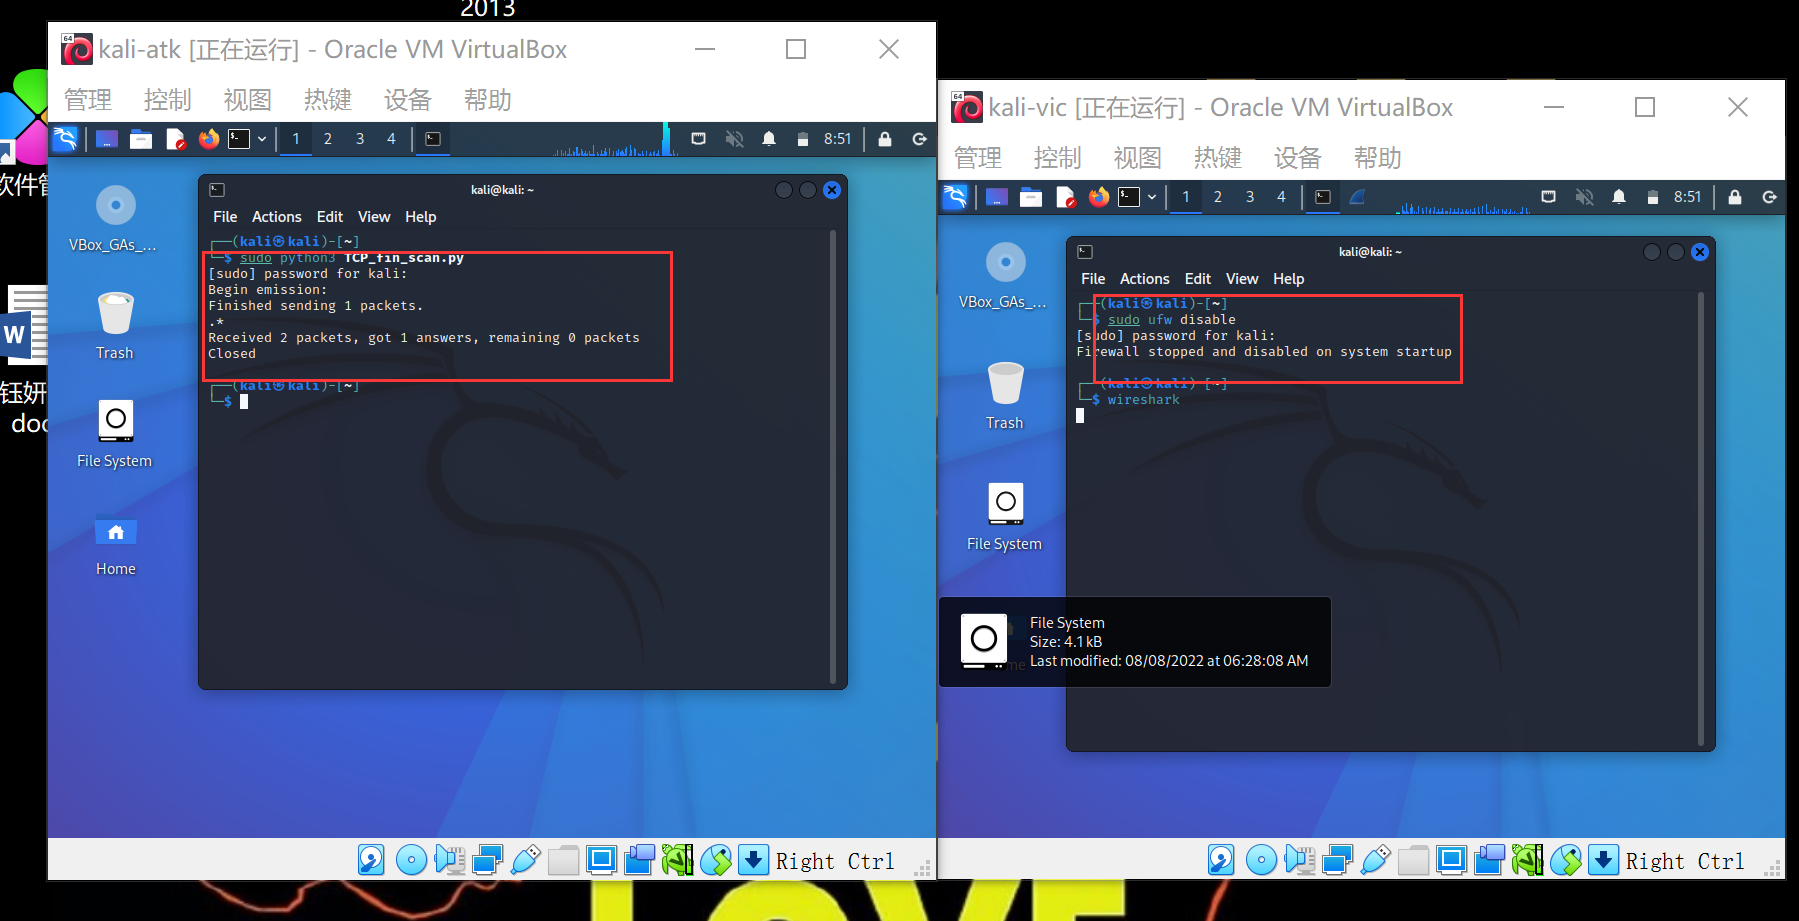 2013
软件管
钰妍
doc
kali-atk [正在运行] - Oracle VM VirtualBox
管理 控制 视图 热键 设备 帮助
1 2 3 4 8:51
VBox_GAs_...
Trash
File System
Home
kali@kali: ~
File Actions Edit View Help
(kali㉿kali)-[~]
$ sudo python3 TCP_fin_scan.py
[sudo] password for kali:
Begin emission:
Finished sending 1 packets.
.*
Received 2 packets, got 1 answers, remaining 0 packets
Closed
(kali㉿kali)-[~]
$
Right Ctrl
kali-vic [正在运行] - Oracle VM VirtualBox
管理 控制 视图 热键 设备 帮助
1 2 3 4 8:51
VBox_GAs_...
Trash
File System
kali@kali: ~
File Actions Edit View Help
(kali㉿kali)-[~]
$ sudo ufw disable
[sudo] password for kali:
Firewall stopped and disabled on system startup
(kali㉿kali)-[~]
$ wireshark
File System
Size: 4.1 kB
Last modified: 08/08/2022 at 06:28:08 AM
Right Ctrl
LOVE